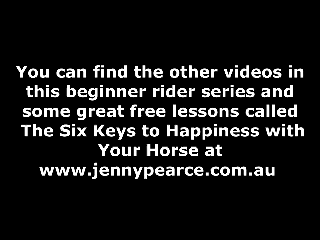 You can find the other videos in
this beginner rider series and
some great free lessons called
The Six Keys to Happiness with
Your Horse at
www.jennypearce.com.au